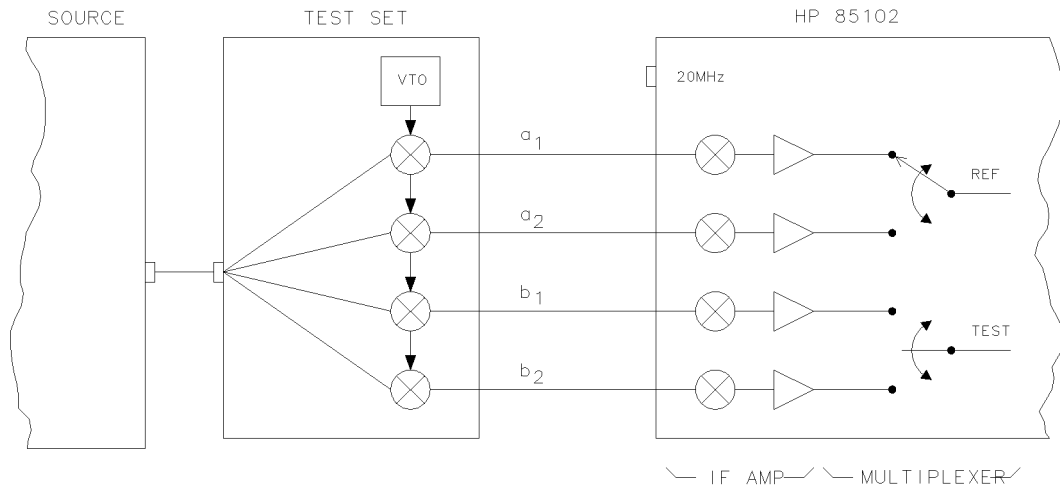 SOURCE
TEST SET
HP 85102
VTO
20MHz
a1
REF
a2
b1
TEST
b2
IF AMP
MULTIPLEXER